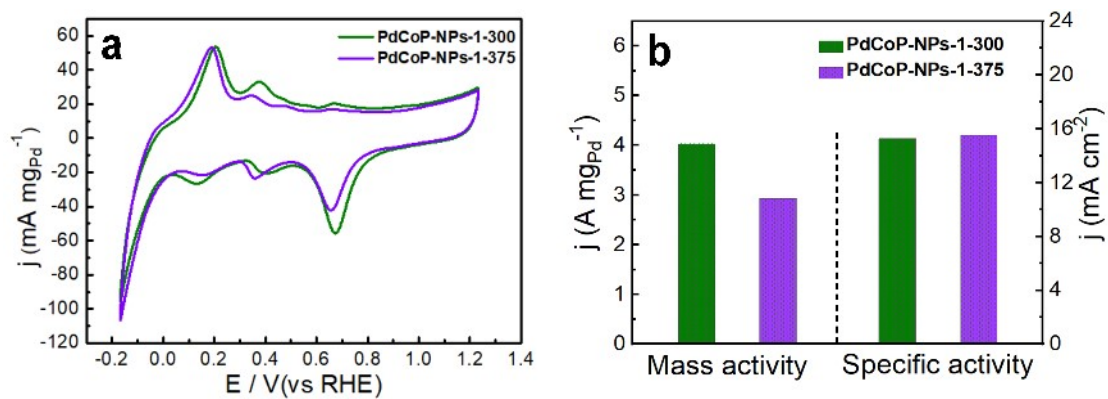 a
PdCoP-NPs-1-300
PdCoP-NPs-1-375
60
40
20
0
-20
-40
-60
-80
-100
-120
j (mA mgPd-1)
-0.2 0.0 0.2 0.4 0.6 0.8 1.0 1.2 1.4
E / V(vs RHE)
b
PdCoP-NPs-1-300
PdCoP-NPs-1-375
6
5
4
3
2
1
0
j (A mgPd-1)
24
20
16
12
8
4
0
j (mA cm-2)
Mass activity Specific activity